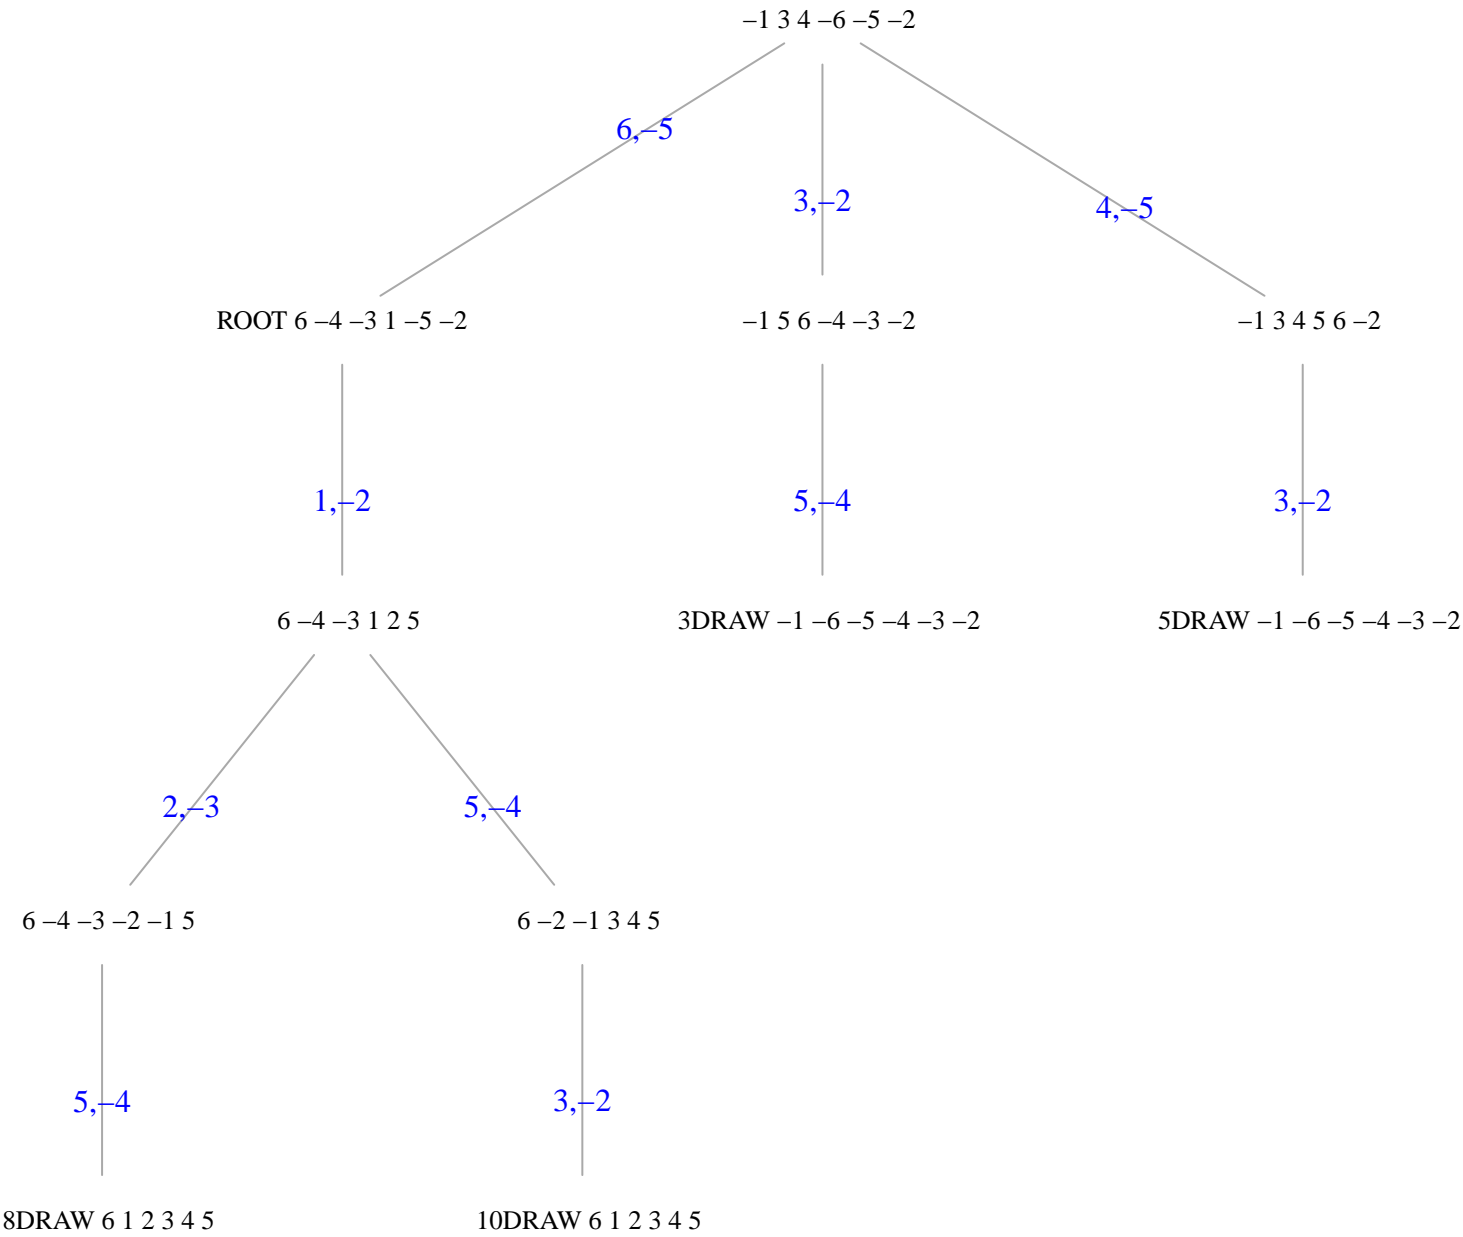 –1 3 4 –6 –5 –2
6,–5
3,–2
4,–5
ROOT 6 –4 –3 1 –5 –2
–1 5 6 –4 –3 –2
–1 3 4 5 6 –2
1,–2
5,–4
3,–2
6 –4 –3 1 2 5
3DRAW –1 –6 –5 –4 –3 –2
5DRAW –1 –6 –5 –4 –3 –2
2,–3
5,–4
6 –4 –3 –2 –1 5
6 –2 –1 3 4 5
5,–4
3,–2
8DRAW 6 1 2 3 4 5
10DRAW 6 1 2 3 4 5